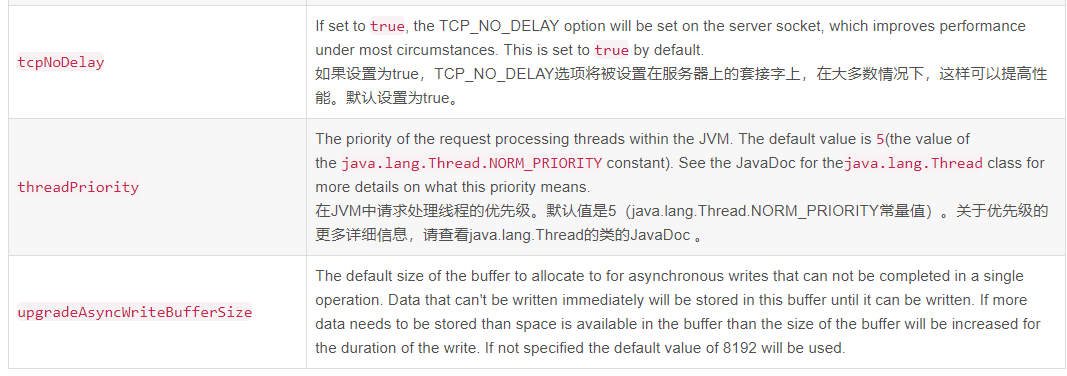 tcpNoDelay
If set to true, the TCP_NO_DELAY option will be set on the server socket, which improves performance
under most circumstances. This is set to true by default.
如果设置为true，TCP_NO_DELAY选项将被设置在服务器上的套接字上，在大多数情况下，这样可以提高性
能。默认设置为true。
threadPriority
The priority of the request processing threads within the JVM. The default value is 5(the value of
the java.lang.Thread.NORM_PRIORITY constant). See the JavaDoc for thejava.lang.Thread class for
more details on what this priority means.
在JVM中请求处理线程的优先级。默认值是5（java.lang.Thread.NORM_PRIORITY常量值）。关于优先级的
更多详细信息，请查看java.lang.Thread的类的JavaDoc 。
upgradeAsyncWriteBufferSize
The default size of the buffer to allocate to for asynchronous writes that can not be completed in a single
operation. Data that can't be written immediately will be stored in this buffer until it can be written. If more
data needs to be stored than space is available in the buffer than the size of the buffer will be increased for
the duration of the write. If not specified the default value of 8192 will be used.